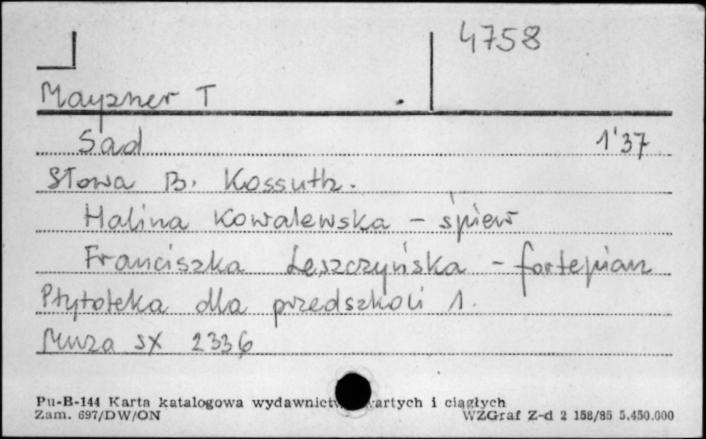 4758
Mayzner T
Sad 1'37
Słowa B. Kossuth.
Halina Kowalewska - śpiew
Franciszka Leszczyńska - fortepian
Płytoteka dla przedszkoli 1.
Muza SX 2336
Pu-B-144 Karta katalogowa wydawnictw zwartych i ciągłych
Zam. 697/DW/ON WZGraf Z-d 2 158/85 5.450.000